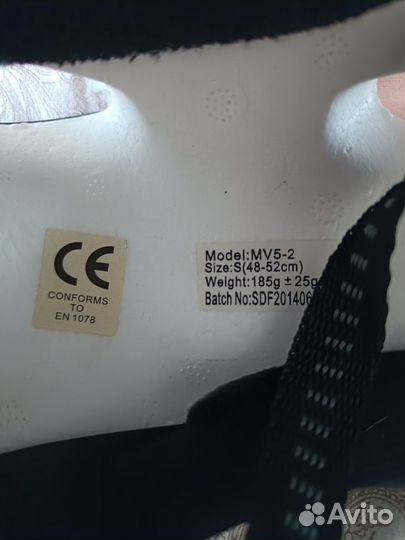 CE
CONFORMS
TO
EN 1078
Model:MV5-2
Size:S(48-52cm)
Weight:185g ± 25g
Batch No:SDF201406
Avito